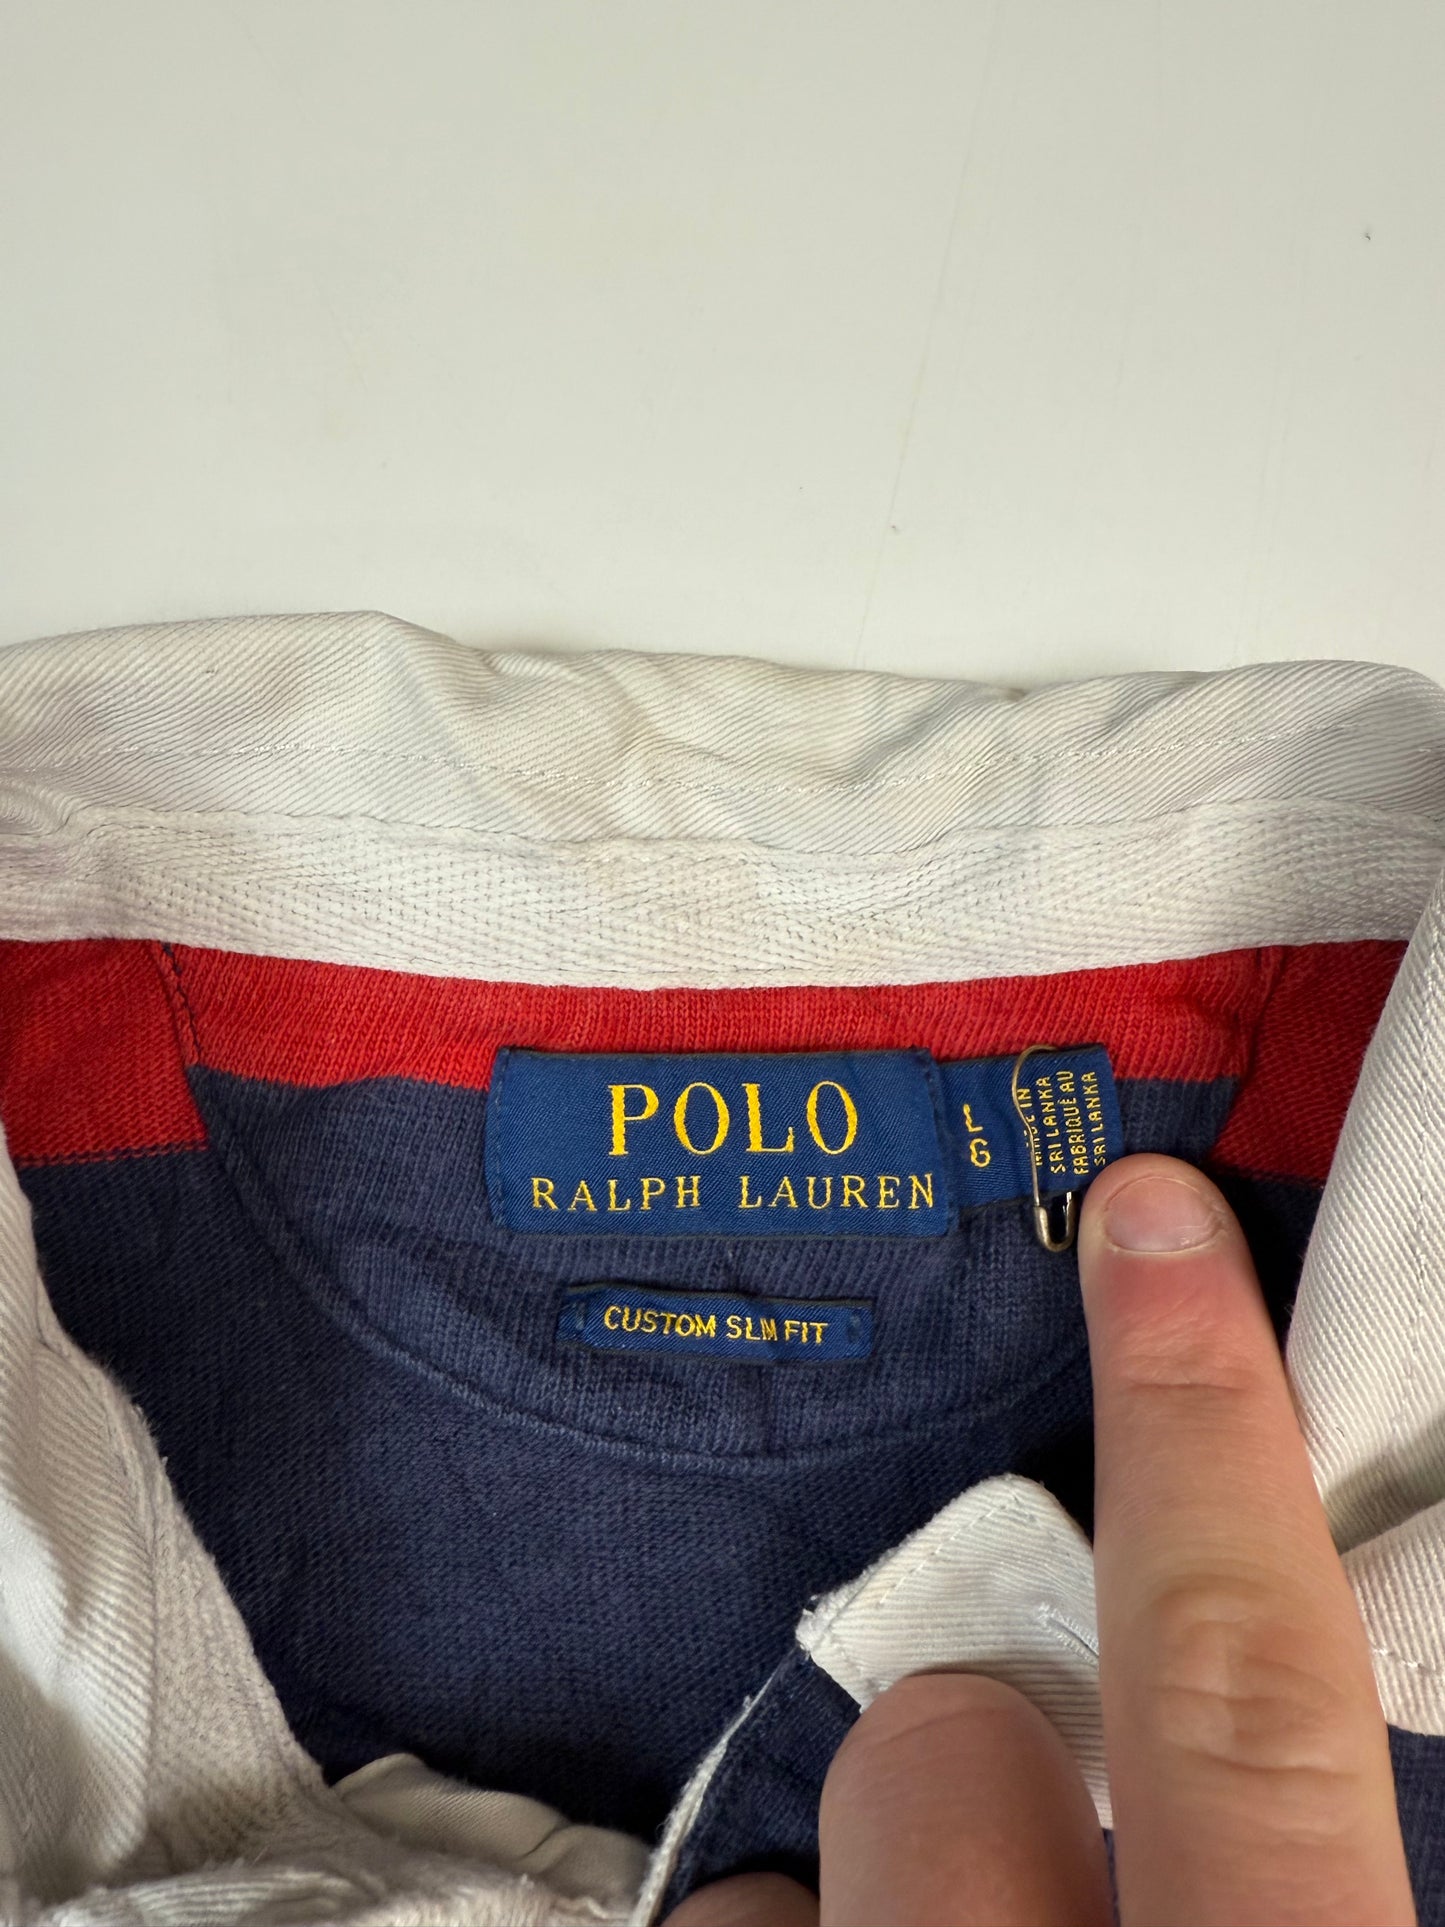 POLO
RALPH LAUREN
L
G
MADE IN
SRI LANKA
FABRIQUÉ AU
SRI LANKA
CUSTOM SLIM FIT